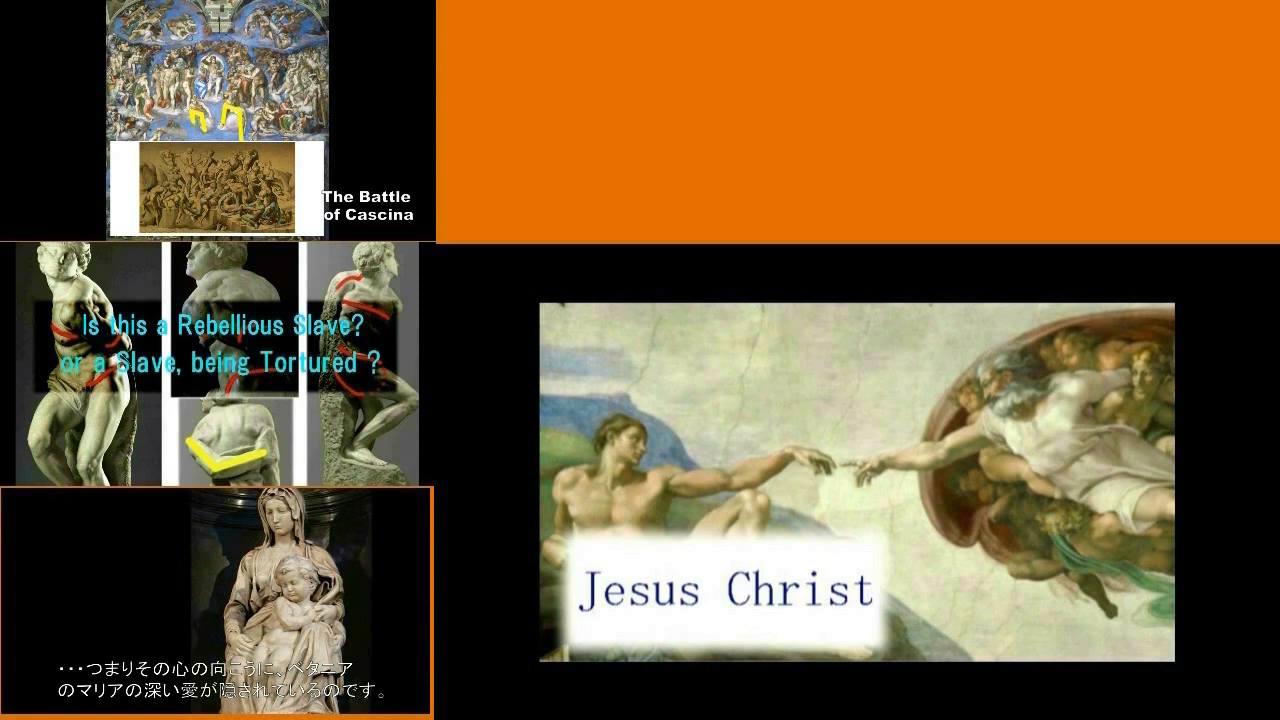 The Battle
of Cascina
Is this a Rebellious Slave?
or a Slave, being Tortured ?
・・・つまりその心の向こうに、ベタニア
のマリアの深い愛が隠されているのです。
Jesus Christ